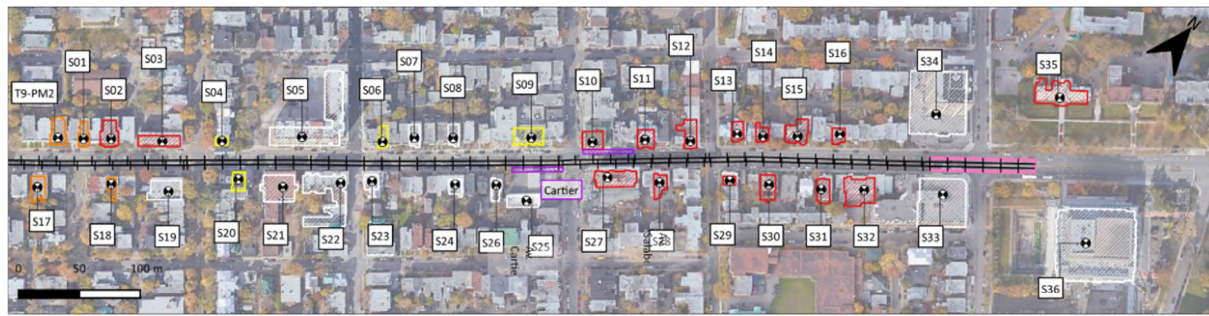 N
S12
S03
S07
S14
S16
S34
S35
S01
S02
S04
S05
S06
S08
S09
S10
S11
S13
S15
T9-PM2
Cartier
S17
S18
S19
S20
S21
S22
S23
S24
S26
Cartier
S25
S27
S29
S30
S31
S32
S33
0 50 100 m
S36